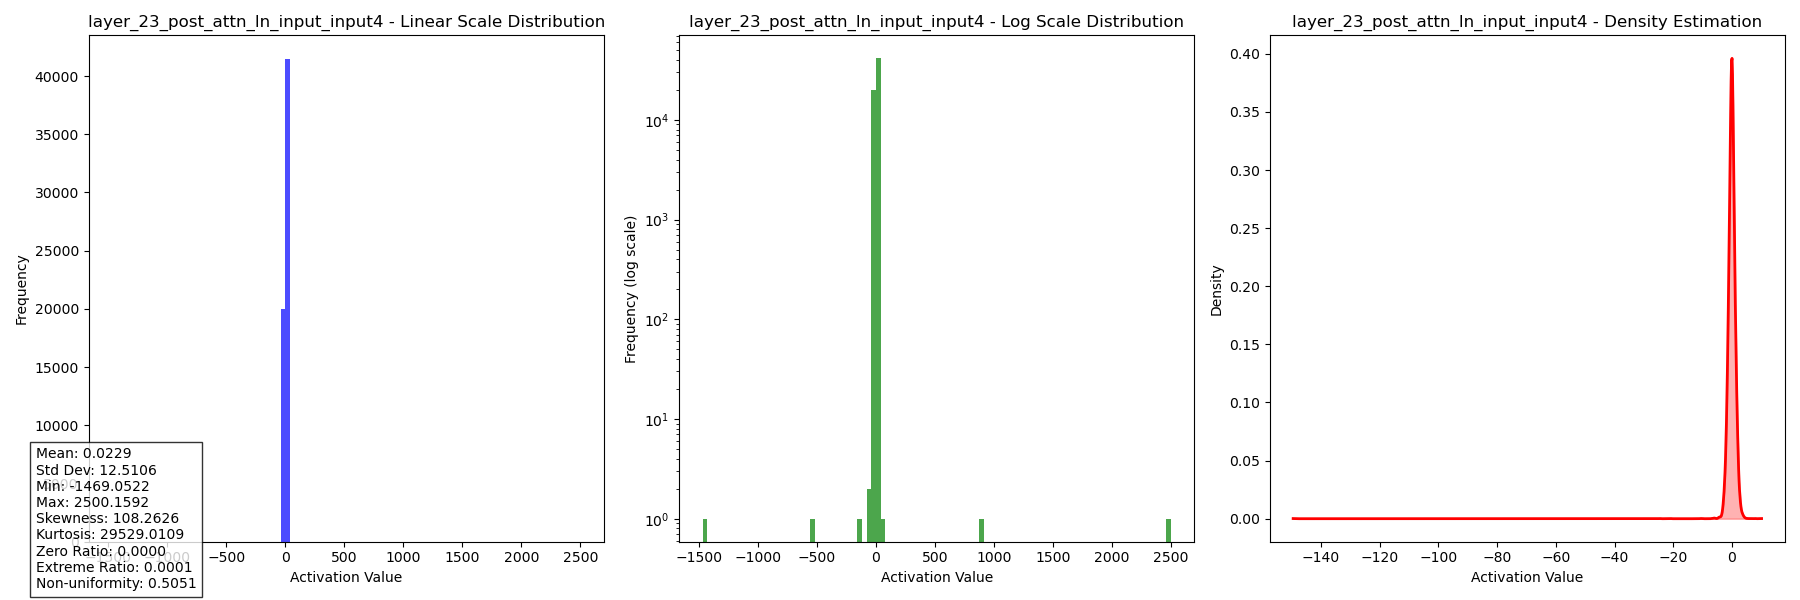 layer_23_post_attn_ln_input_input4 - Linear Scale Distribution
40000
35000
30000
25000
20000
15000
10000
5000
0
Frequency
−1000
−500
0
500
1000
1500
2000
2500
Activation Value
Mean: 0.0229
Std Dev: 12.5106
Min: -1469.0522
Max: 2500.1592
Skewness: 108.2626
Kurtosis: 29529.0109
Zero Ratio: 0.0000
Extreme Ratio: 0.0001
Non-uniformity: 0.5051
layer_23_post_attn_ln_input_input4 - Log Scale Distribution
10^4
10^3
10^2
10^1
10^0
Frequency (log scale)
−1500
−1000
−500
0
500
1000
1500
2000
2500
Activation Value
layer_23_post_attn_ln_input_input4 - Density Estimation
0.40
0.35
0.30
0.25
0.20
0.15
0.10
0.05
0.00
Density
−140
−120
−100
−80
−60
−40
−20
0
Activation Value